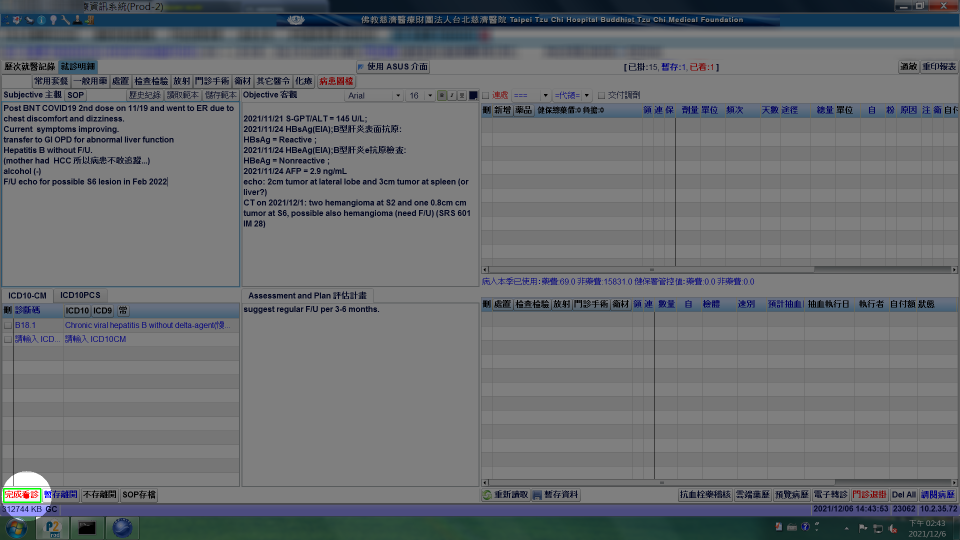 資訊系統(Prod-2)
佛教慈濟醫療財團法人台北慈濟醫院 Taipei Tzu Chi Hospital Buddhist Tzu Chi Medical Foundation
歷次就醫記錄 就診明細 使用 ASUS 介面 [已掛:15, 暫存:1, 已看:1] 過敏 重印報表
常用套餐 一般用藥 處置 檢查檢驗 放射 門診手術 衛材 其它醫令 化療 病患圖檔
Subjective 主觀 SOP 歷史紀錄 讀取範本 儲存範本
Post BNT COVID19 2nd dose on 11/19 and went to ER due to
chest discomfort and dizziness.
Current symptoms improving.
transfer to GI OPD for abnormal liver function
Hepatitis B without F/U.
(mother had HCC 所以病患不敢追蹤...)
alcohol (-)
F/U echo for possible S6 lesion in Feb 2022
Objective 客觀 Arial 16 B I U
2021/11/21 S-GPT/ALT = 145 U/L;
2021/11/24 HBsAg(EIA);B型肝炎表面抗原:
HBsAg = Reactive ;
2021/11/24 HBeAg(EIA);B型肝炎e抗原檢查:
HBeAg = Nonreactive ;
2021/11/24 AFP = 2.9 ng/mL
echo: 2cm tumor at lateral lobe and 3cm tumor at spleen (or
liver?)
CT on 2021/12/1: two hemangioma at S2 and one 0.8cm cm
tumor at S6, possible also hemangioma (need F/U) (SRS 601
IM 28)
連處 === =代碼= 交付調劑
刪 新增 藥品 健保總藥價:0 自費:0 領 連 保 劑量 單位 頻次 天數 途徑 總量 單位 自 粉 原因 注 衛 自付
病人本季已使用:藥費:69.0 非藥費:15831.0 健保署管控值:藥費:0.0 非藥費:0.0
ICD10-CM ICD10PCS
刪 診斷碼 ICD10 ICD9 常
B18.1 Chronic viral hepatitis B without delta-agent(慢...
請輸入 ICD... 請輸入 ICD10CM
Assessment and Plan 評估計畫
suggest regular F/U per 3-6 months.
刪 處置 檢查檢驗 放射 門診手術 衛材 領 連 數量 自 檢體 速別 預計抽血 抽血執行日 執行者 自付額 狀態
完成看診 暫存離開 不存離開 SOP存檔
重新讀取 暫存資料 抗血栓藥稽核 雲端藥歷 預覽病歷 電子轉診 門診退掛 Del All 調閱病歷
312744 KB GC 2021/12/06 14:43:53 23062 10.2.35.72
下午 02:43
2021/12/6